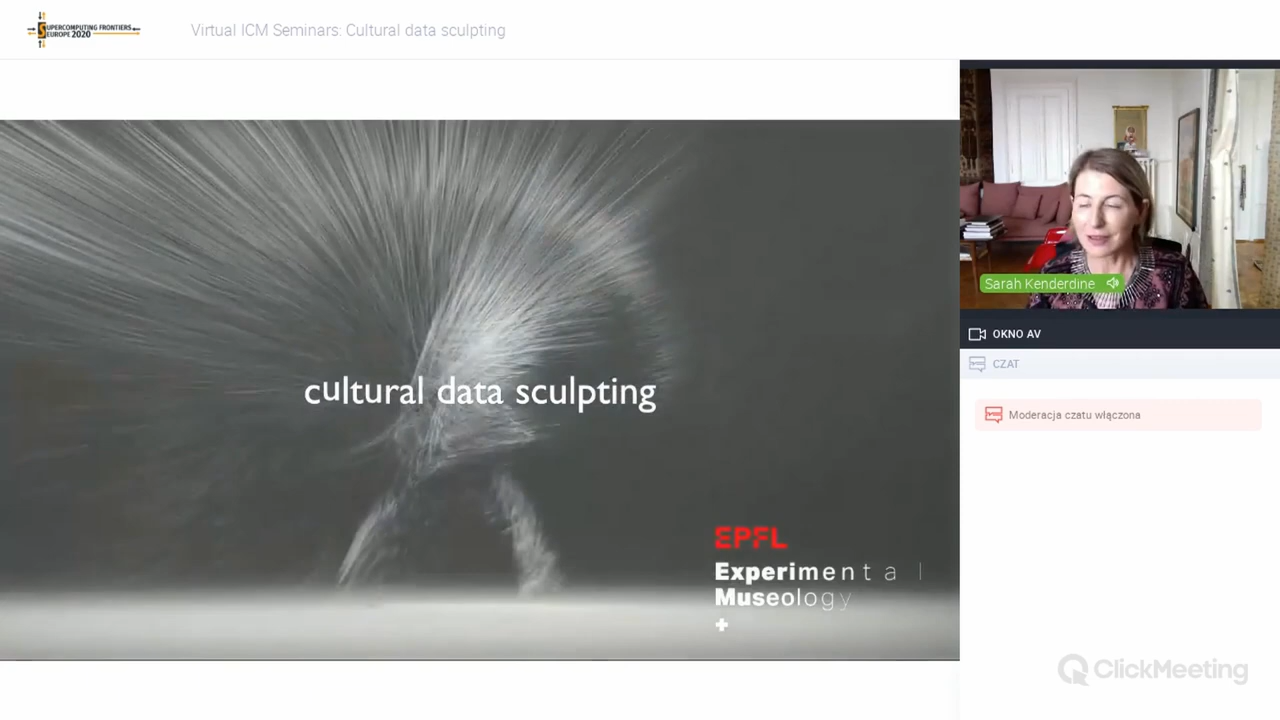 SUPERCOMPUTING FRONTIERS
EUROPE 2020
Virtual ICM Seminars: Cultural data sculpting
cultural data sculpting
EPFL
Experimental
Museology
+
Sarah Kenderdine
OKNO AV
CZAT
Moderacja czatu włączona
ClickMeeting